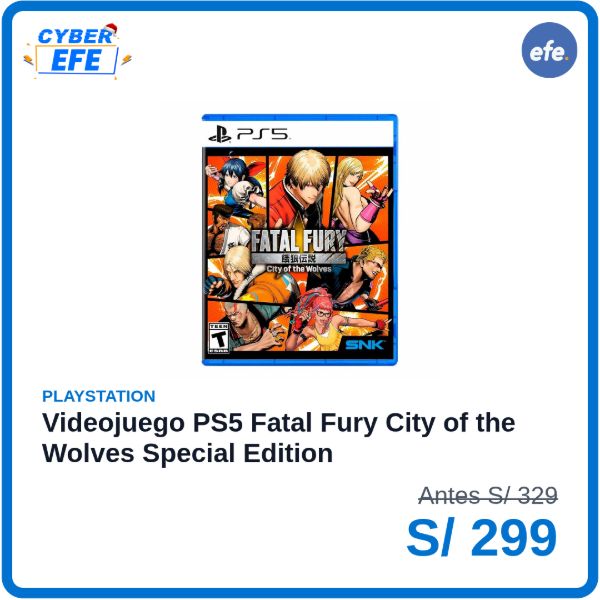 CYBER
EFE
efe.
PS5
FATAL FURY
餓狼伝説
City of the Wolves
TEEN
T
ESRB
SNK
PLAYSTATION
Videojuego PS5 Fatal Fury City of the
Wolves Special Edition
Antes S/ 329
S/ 299